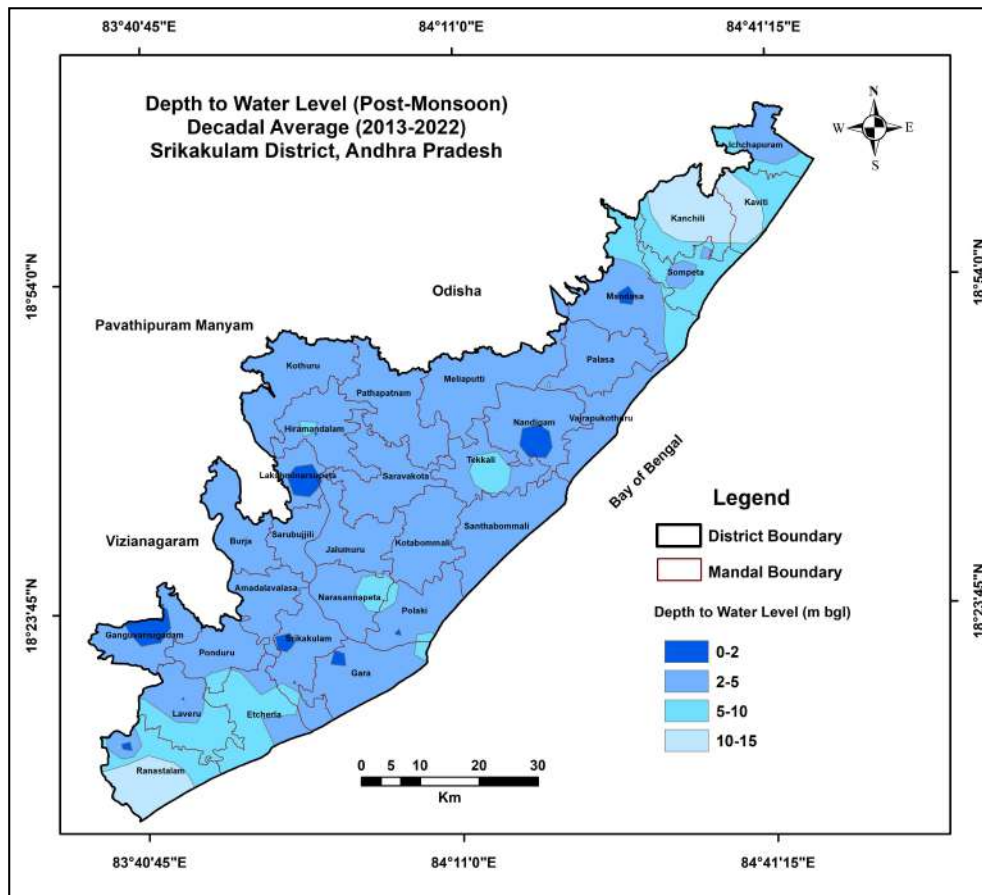 83°40'45"E
84°11'0"E
84°41'15"E
Depth to Water Level (Post-Monsoon)
Decadal Average (2013-2022)
Srikakulam District, Andhra Pradesh
N
W
E
S
Ichchapuram
Kanchili
Kaviti
Sompeta
18°54'0"N
18°54'0"N
Odisha
Mandasa
Pavathipuram Manyam
Palasa
Kothuru
Meliaputti
Pathapatnam
Nandigam
Vajrapukothuru
Hiramandalam
Tekkali
Lakshminarsupeta
Saravakota
Bay of Bengal
Santhabommali
Vizianagaram
Burja
Sarubujjili
Jalumuru
Kotabommali
Amadalavalasa
Narasannapeta
Polaki
18°23'45"N
18°23'45"N
Ganguvarisigadam
Srikakulam
Ponduru
Gara
Laveru
Etcherla
Ranastalam
Legend
District Boundary
Mandal Boundary
Depth to Water Level (m bgl)
0-2
2-5
5-10
10-15
0 5 10 20 30
Km
83°40'45"E
84°11'0"E
84°41'15"E